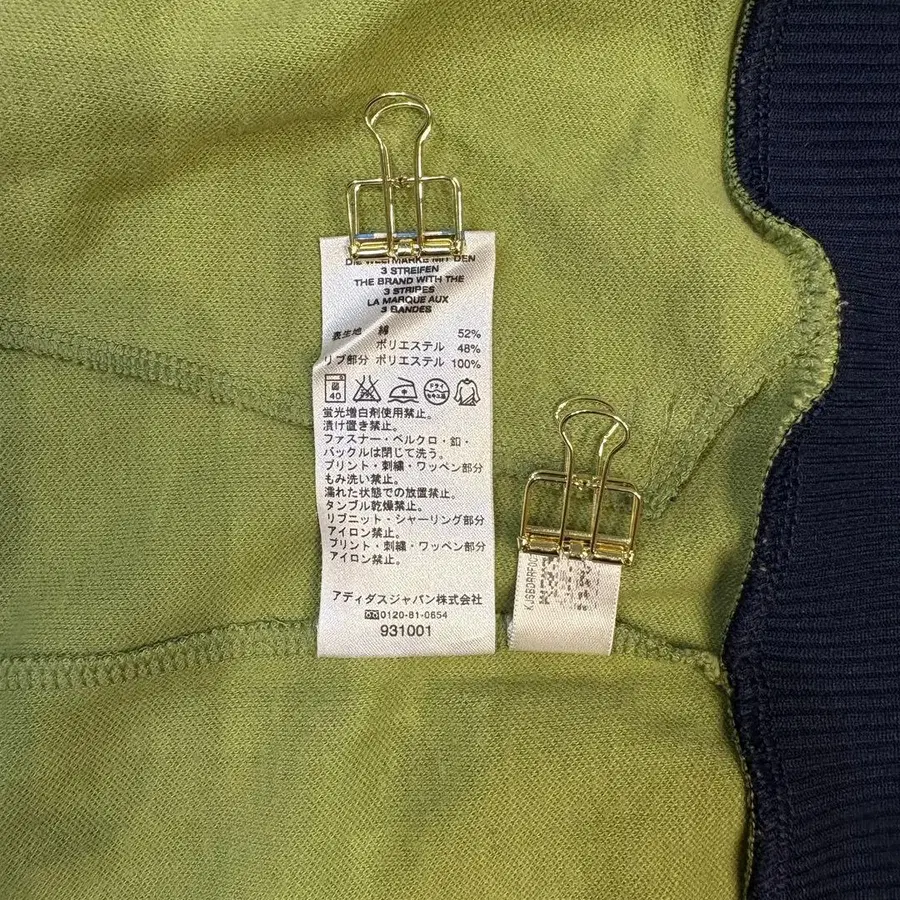 DIE WELTMARKE MIT DEN
3 STREIFEN
THE BRAND WITH THE
3 STRIPES
LA MARQUE AUX
3 BANDES
表生地 綿 52%
ポリエステル 48%
リブ部分 ポリエステル 100%
40 ドライ
蛍光増白剤使用禁止。
漬け置き禁止。
ファスナー・ベルクロ・釦・
バックルは閉じて洗う。
プリント・刺繍・ワッペン部分
もみ洗い禁止。
濡れた状態での放置禁止。
タンブル乾燥禁止。
リブニット・シャーリング部分
アイロン禁止。
プリント・刺繍・ワッペン部分
アイロン禁止。
アディダスジャパン株式会社
0120-81-0654
931001